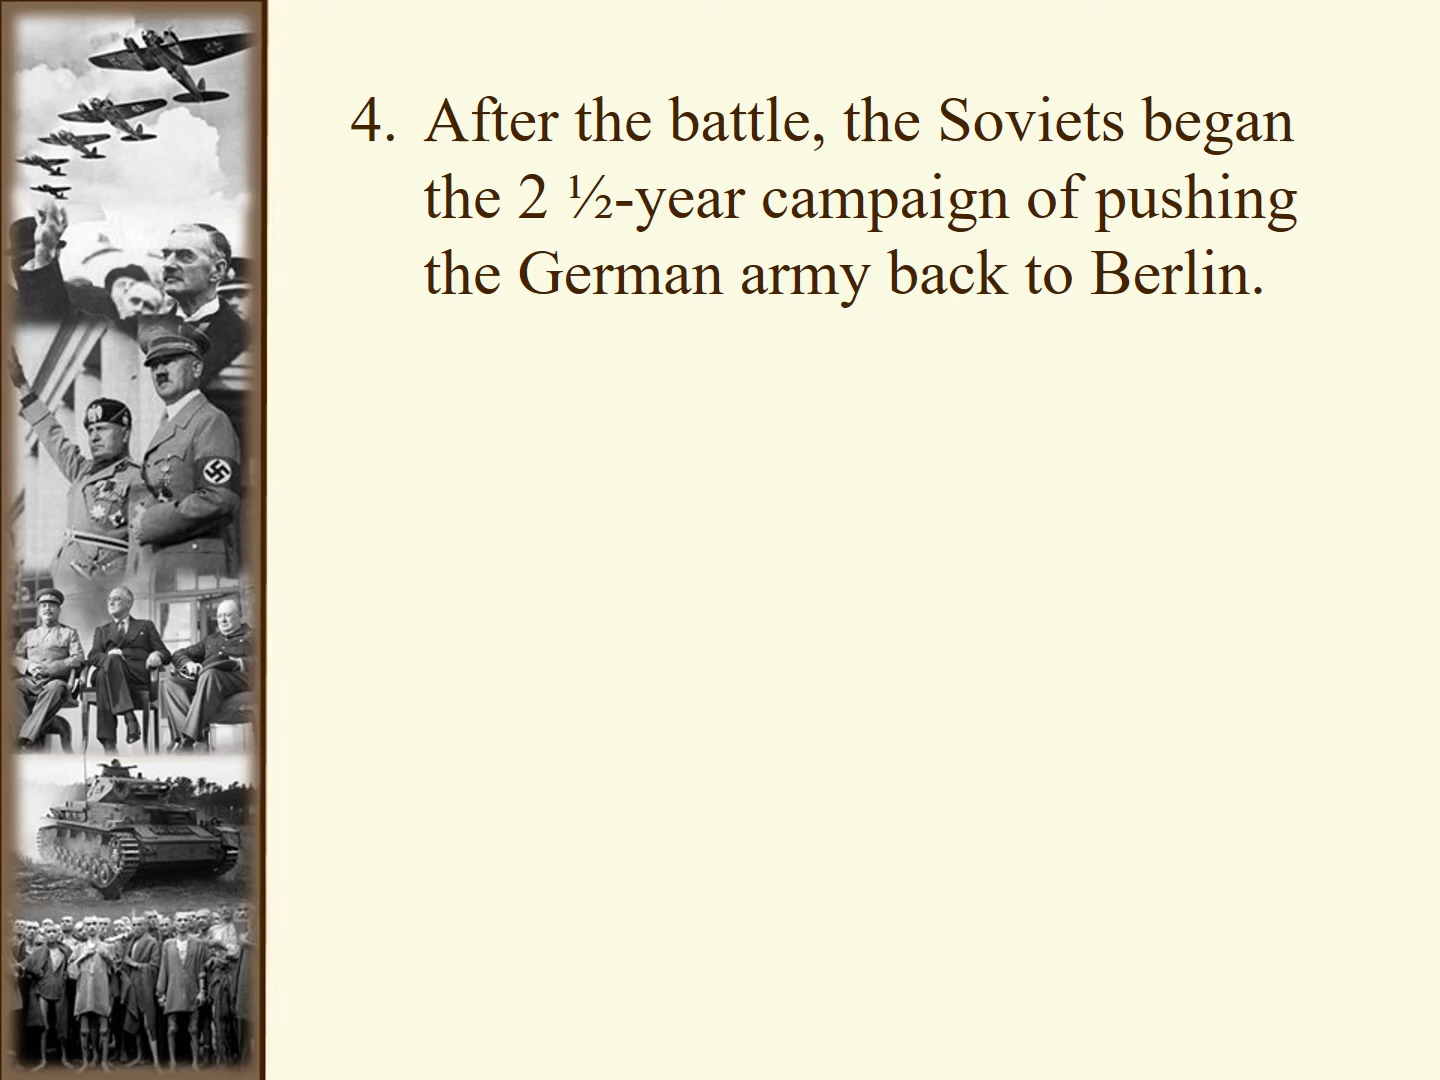 4. After the battle, the Soviets began
the 2 ½-year campaign of pushing
the German army back to Berlin.